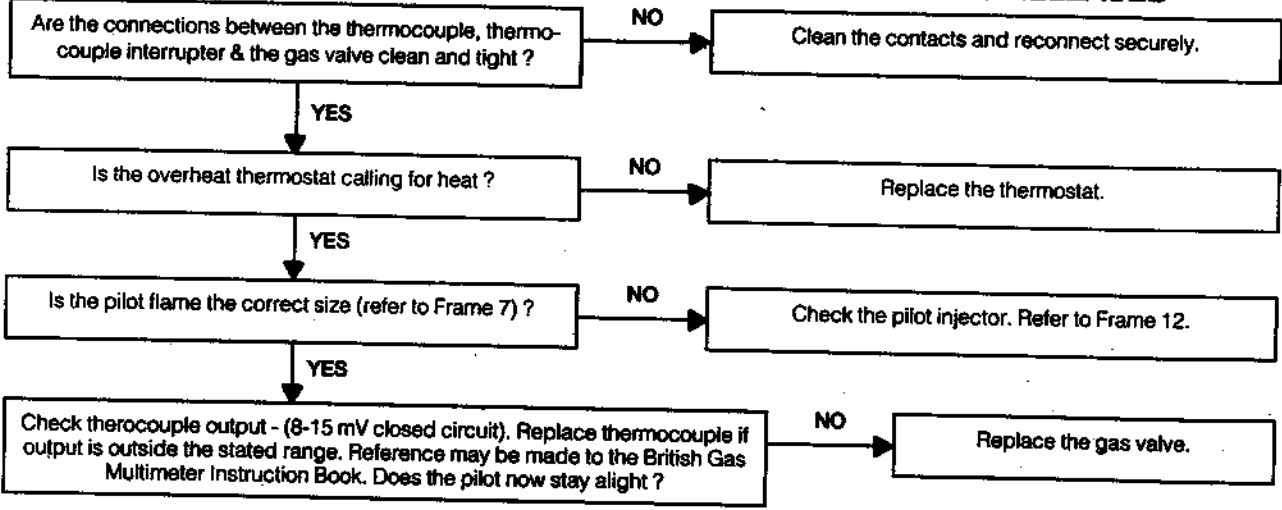 Are the connections between the thermocouple, thermo-
couple interrupter & the gas valve clean and tight ?
NO
Clean the contacts and reconnect securely.
YES
Is the overheat thermostat calling for heat ?
NO
Replace the thermostat.
YES
Is the pilot flame the correct size (refer to Frame 7) ?
NO
Check the pilot injector. Refer to Frame 12.
YES
Check therocouple output - (8-15 mV closed circuit). Replace thermocouple if
output is outside the stated range. Reference may be made to the British Gas
Multimeter Instruction Book. Does the pilot now stay alight ?
NO
Replace the gas valve.